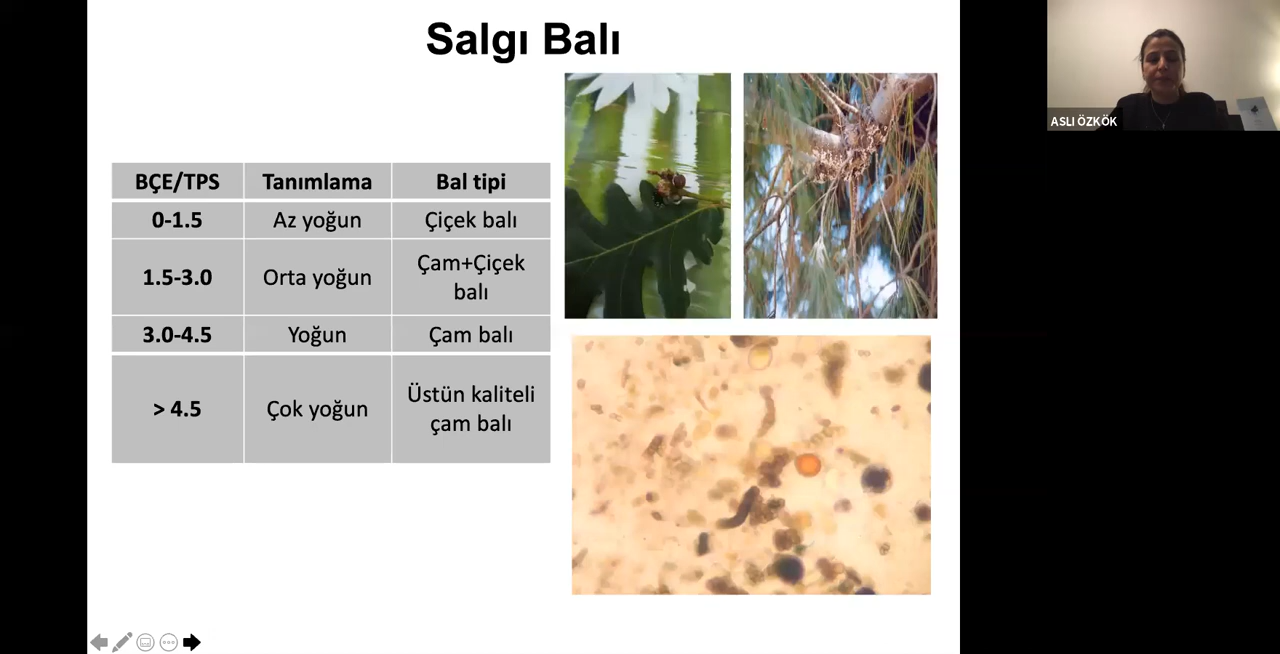 Salgı Balı
BÇE/TPS Tanımlama Bal tipi
0-1.5 Az yoğun Çiçek balı
1.5-3.0 Orta yoğun Çam+Çiçek
balı
3.0-4.5 Yoğun Çam balı
> 4.5 Çok yoğun Üstün kaliteli
çam balı
ASLI ÖZKÖK